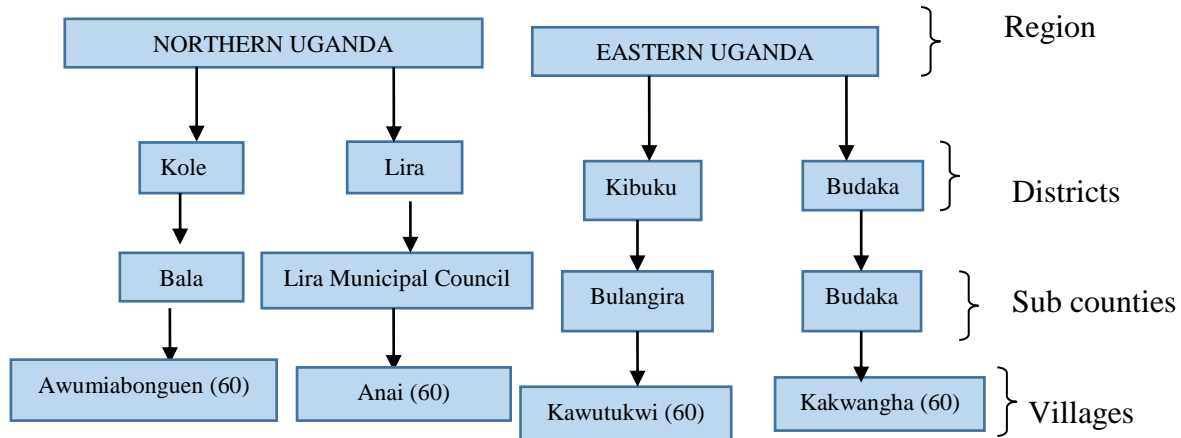 NORTHERN UGANDA
EASTERN UGANDA
Region
Kole
Lira
Kibuku
Budaka
Districts
Bala
Lira Municipal Council
Bulangira
Budaka
Sub counties
Awumiabonguen (60)
Anai (60)
Kawutukwi (60)
Kakwangha (60)
Villages